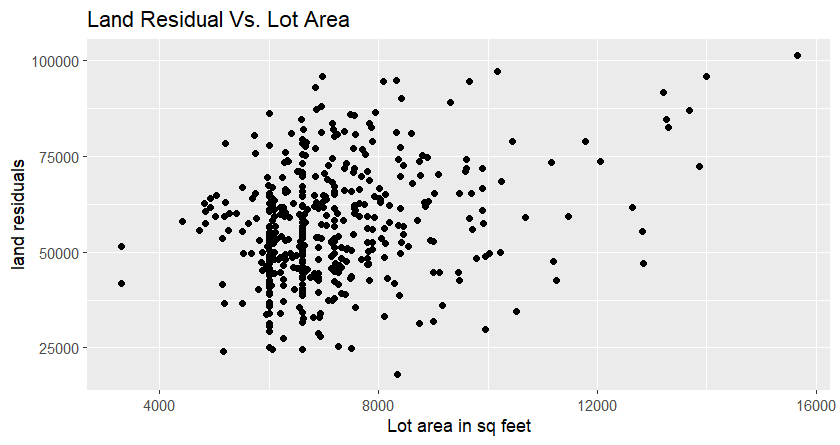 Land Residual Vs. Lot Area
100000
75000
50000
25000
land residuals
4000 8000 12000 16000
Lot area in sq feet